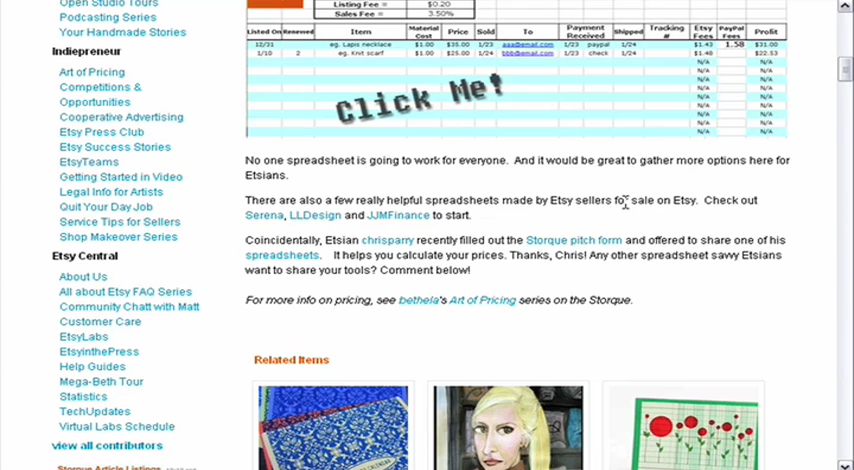 Open Studio Tours
Podcasting Series
Your Handmade Stories
Indiepreneur
Art of Pricing
Competitions &
Opportunities
Cooperative Advertising
Etsy Press Club
Etsy Success Stories
EtsyTeams
Getting Started in Video
Legal Info for Artists
Quit Your Day Job
Service Tips for Sellers
Shop Makeover Series
Etsy Central
About Us
All about Etsy FAQ Series
Community Chat with Matt
Customer Care
EtsyLabs
EtsyinthePress
Help Guides
Mega-Beth Tour
Statistics
TechUpdates
Virtual Labs Schedule
view all contributors
Storque Article Listings
Listing Fee = $0.20
Sales Fee = 3.50%
Listed On Renewed Item Material Cost Price Sold To Payment Received Shipped Tracking # Etsy Fees PayPal Fees Profit
12/31 eg. Lapis necklace $1.00 $35.00 1/23 aaa@email.com 1/23 paypal 1/24 $1.43 1.58 $31.00
1/10 2 eg. Knit scarf $1.00 $25.00 1/23 bbb@email.com 1/23 check 1/24 $1.48 $22.53
N/A N/A
N/A N/A
N/A N/A
N/A N/A
N/A N/A
N/A N/A
N/A N/A
N/A N/A
Click Me!
No one spreadsheet is going to work for everyone. And it would be great to gather more options here for
Etsians.
There are also a few really helpful spreadsheets made by Etsy sellers for sale on Etsy. Check out
Serena, LLDesign and JJMFinance to start.
Coincidentally, Etsian chrisparry recently filled out the Storque pitch form and offered to share one of his
spreadsheets. It helps you calculate your prices. Thanks, Chris! Any other spreadsheet savvy Etsians
want to share your tools? Comment below!
For more info on pricing, see bethela's Art of Pricing series on the Storque.
Related Items